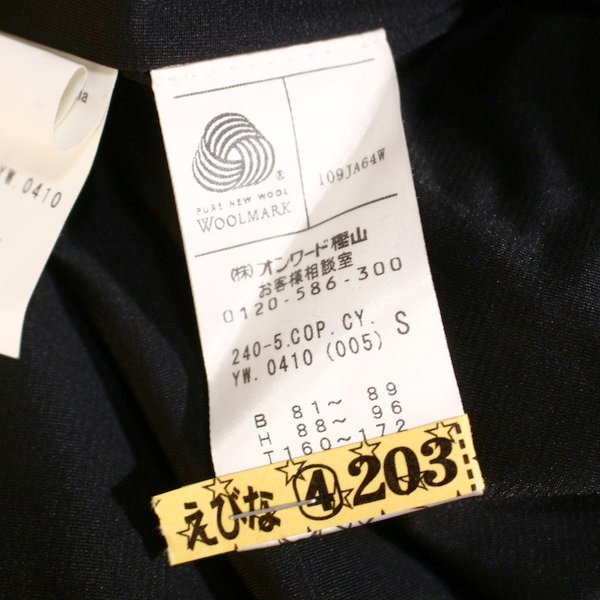 PURE NEW WOOL
WOOLMARK
®
109JA64W
(株)オンワード樫山
お客様相談室
0120-586-300
240-5.COP.CY. S
YW.0410 (005)
B 81〜 89
H 88〜 96
T160〜172
えびな ④ 203
YW.0410